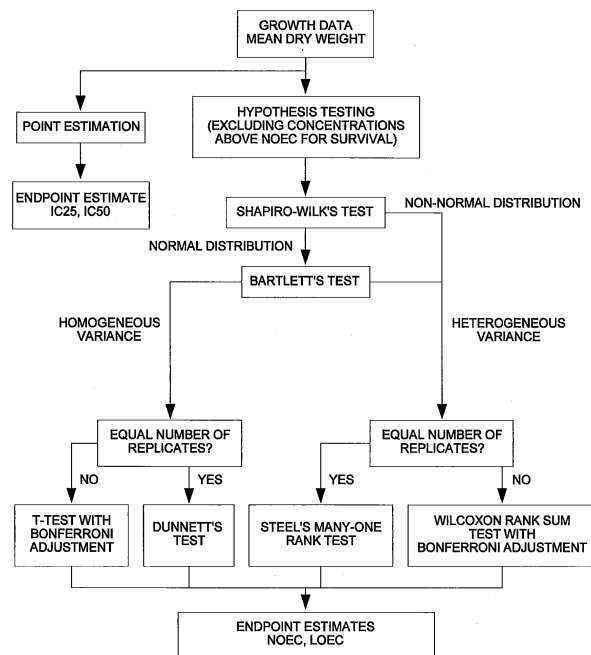 GROWTH DATA
MEAN DRY WEIGHT
POINT ESTIMATION
HYPOTHESIS TESTING
(EXCLUDING CONCENTRATIONS
ABOVE NOEC FOR SURVIVAL)
ENDPOINT ESTIMATE
IC25, IC50
SHAPIRO-WILK'S TEST
NON-NORMAL DISTRIBUTION
NORMAL DISTRIBUTION
BARTLETT'S TEST
HOMOGENEOUS
VARIANCE
HETEROGENEOUS
VARIANCE
EQUAL NUMBER OF
REPLICATES?
EQUAL NUMBER OF
REPLICATES?
NO
YES
YES
NO
T-TEST WITH
BONFERRONI
ADJUSTMENT
DUNNETT'S
TEST
STEEL'S MANY-ONE
RANK TEST
WILCOXON RANK SUM
TEST WITH
BONFERRONI ADJUSTMENT
ENDPOINT ESTIMATES
NOEC, LOEC